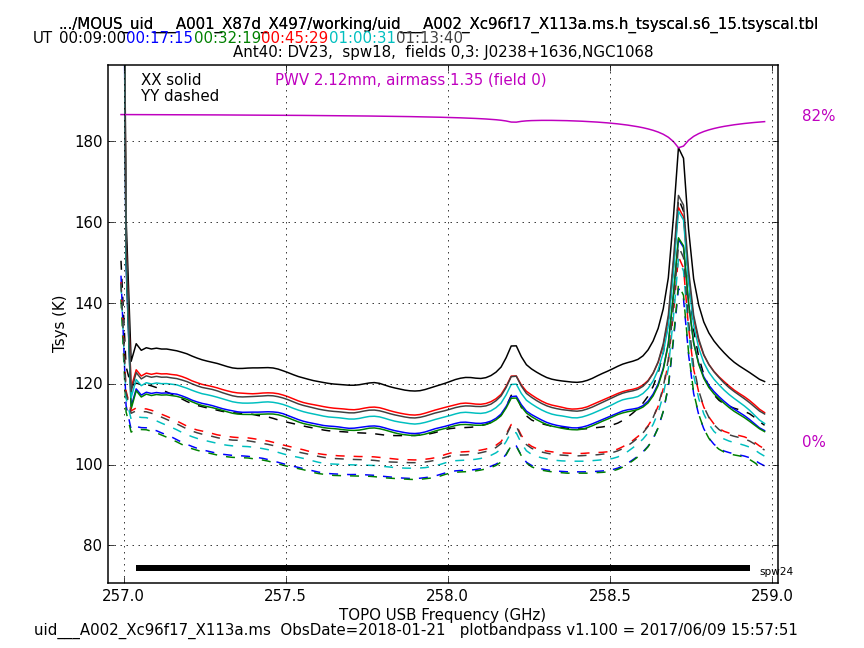 .../MOUS_uid___A001_X87d_X497/working/uid___A002_Xc96f17_X113a.ms.h_tsyscal.s6_15.tsyscal.tbl
UT 00:09:00 00:17:15 00:32:19 00:45:29 01:00:31 01:13:40
Ant40: DV23, spw18, fields 0,3: J0238+1636,NGC1068
XX solid
PWV 2.12mm, airmass 1.35 (field 0)
YY dashed
82%
180
160
140
120
100
80
Tsys (K)
0%
spw24
257.0 257.5 258.0 258.5 259.0
TOPO USB Frequency (GHz)
uid___A002_Xc96f17_X113a.ms ObsDate=2018-01-21 plotbandpass v1.100 = 2017/06/09 15:57:51